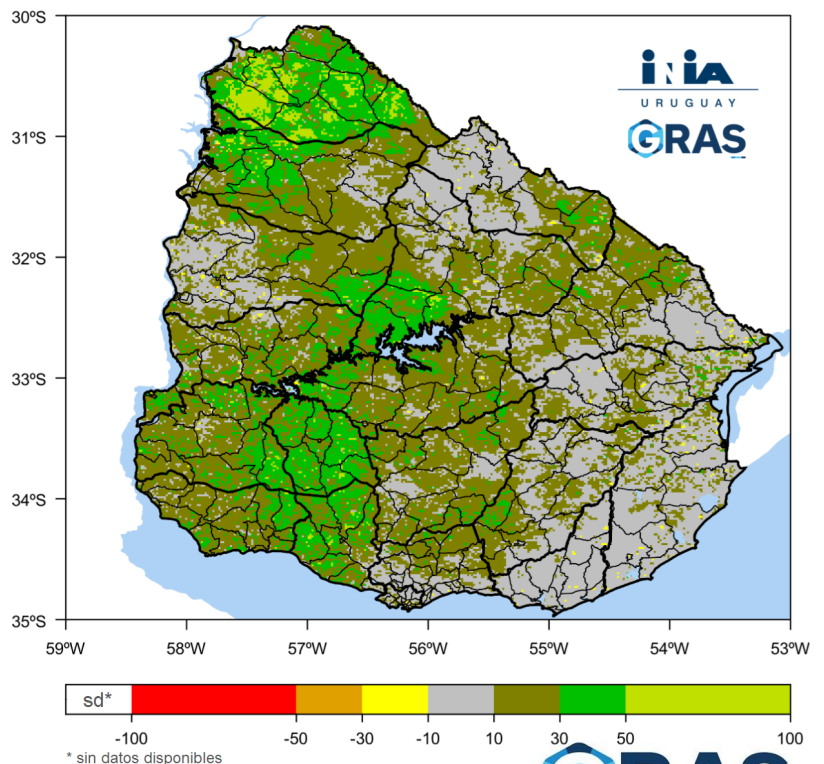 30ºS
31ºS
32ºS
33ºS
34ºS
35ºS
59ºW 58ºW 57ºW 56ºW 55ºW 54ºW 53ºW
INIA
URUGUAY
GRAS
sd*
-100 -50 -30 -10 10 30 50 100
* sin datos disponibles
GRAS